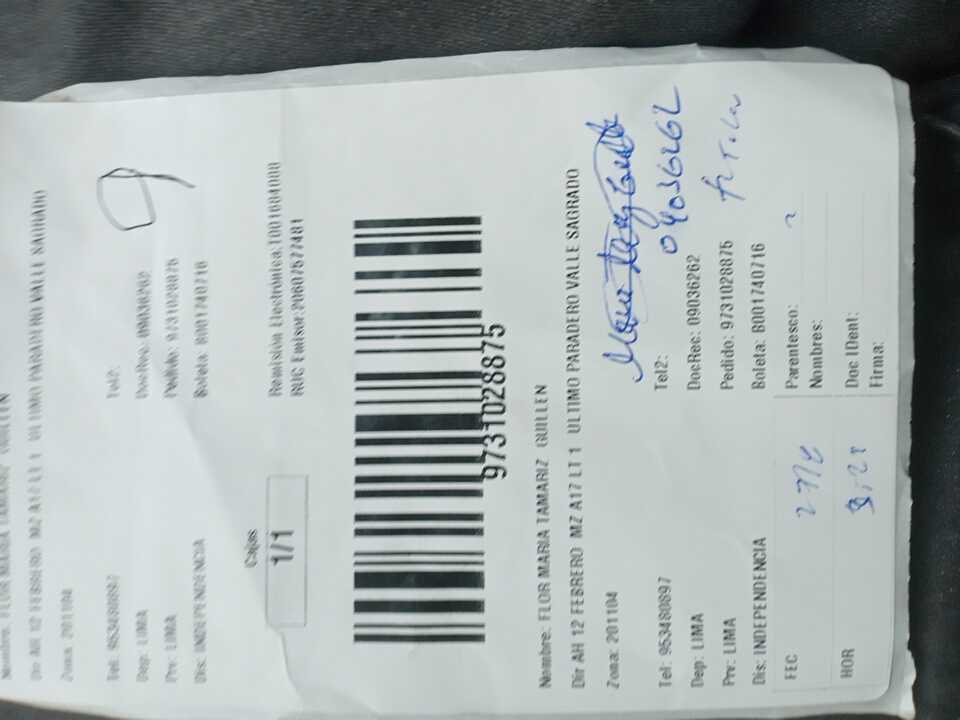 Nombre: FLOR MARIA TAMARIZ GUILLEN
Dir AH 12 FEBRERO MZ A17 LT 1 ULTIMO PARADERO VALLE SAGRADO
Zona: 201104
Tel: 953480897 Tel2:
Dep: LIMA DocRec: 09036262
Prv: LIMA Pedido: 9731028875
Dis: INDEPENDENCIA Boleta: B001740716
Cajas
1/1
Remisión Electrónica:T001604000
RUC Emisor:20607577481
9731028875
Nombre: FLOR MARIA TAMARIZ GUILLEN
Dir AH 12 FEBRERO MZ A17 LT 1 ULTIMO PARADERO VALLE SAGRADO
Zona: 201104
Tel: 953480897 Tel2:
Dep: LIMA DocRec: 09036262
Prv: LIMA Pedido: 9731028875
Dis: INDEPENDENCIA Boleta: B001740716
FEC Parentesco:
Nombres:
HOR Doc IDent:
Firma: